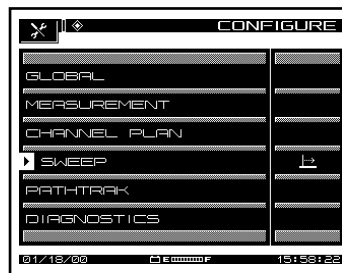 CONFIGURE
GLOBAL
MEASUREMENT
CHANNEL PLAN
SWEEP
PATHTRAK
DIAGNOSTICS
01/18/00 E F 15:58:22